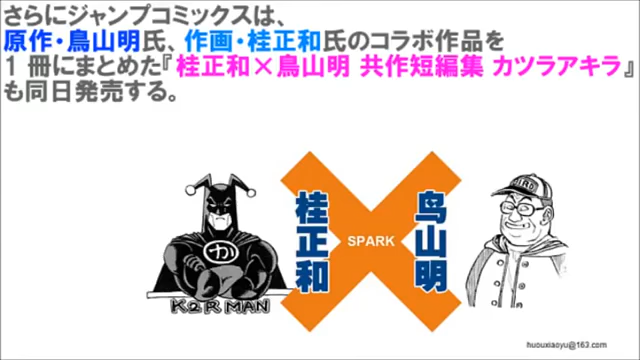 さらにジャンプコミックスは、
原作・鳥山明氏、作画・桂正和氏のコラボ作品を
1 冊にまとめた『桂正和×鳥山明 共作短編集 カツラアキラ』
も同日発売する。
桂正和
SPARK
鸟山明
か
K2R MAN
huouxiaoyu@163.com